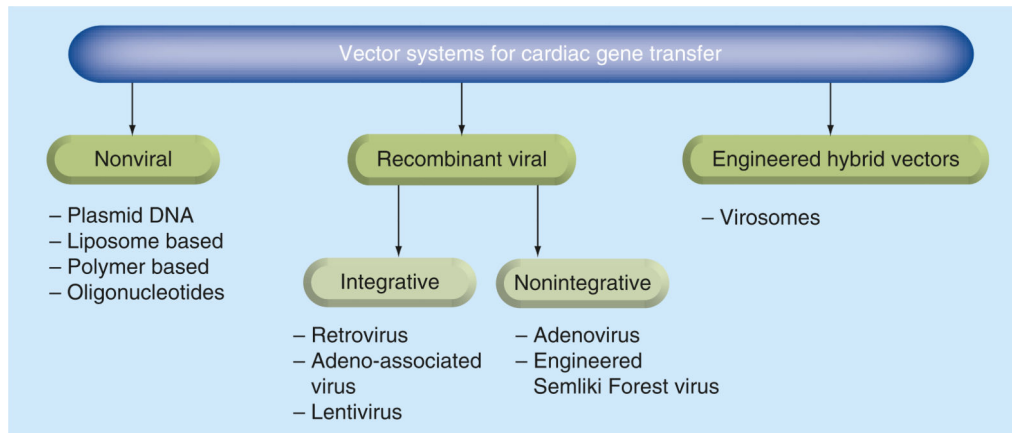 Vector systems for cardiac gene transfer
Nonviral
– Plasmid DNA
– Liposome based
– Polymer based
– Oligonucleotides
Recombinant viral
Integrative
– Retrovirus
– Adeno-associated
virus
– Lentivirus
Nonintegrative
– Adenovirus
– Engineered
Semliki Forest virus
Engineered hybrid vectors
– Virosomes